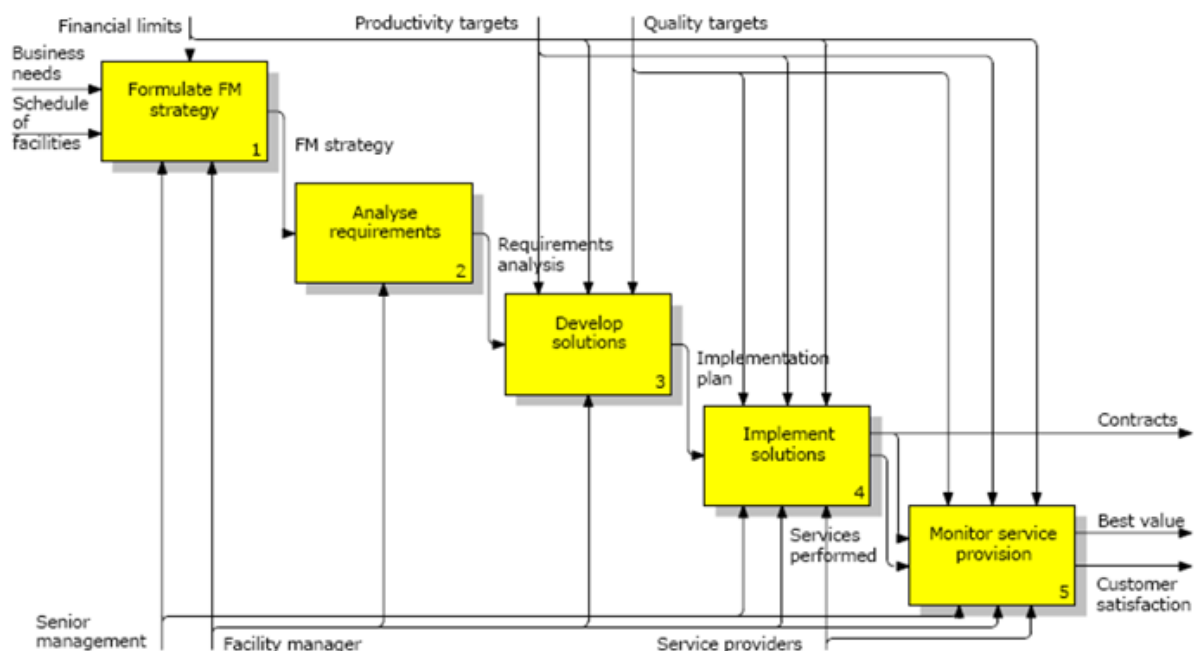 Financial limits
Productivity targets
Quality targets
Business
needs
Schedule
of
facilities
Formulate FM
strategy
1
FM strategy
Analyse
requirements
2
Requirements
analysis
Develop
solutions
3
Implementation
plan
Implement
solutions
4
Contracts
Services
performed
Monitor service
provision
5
Best value
Customer
satisfaction
Senior
management
Facility manager
Service providers